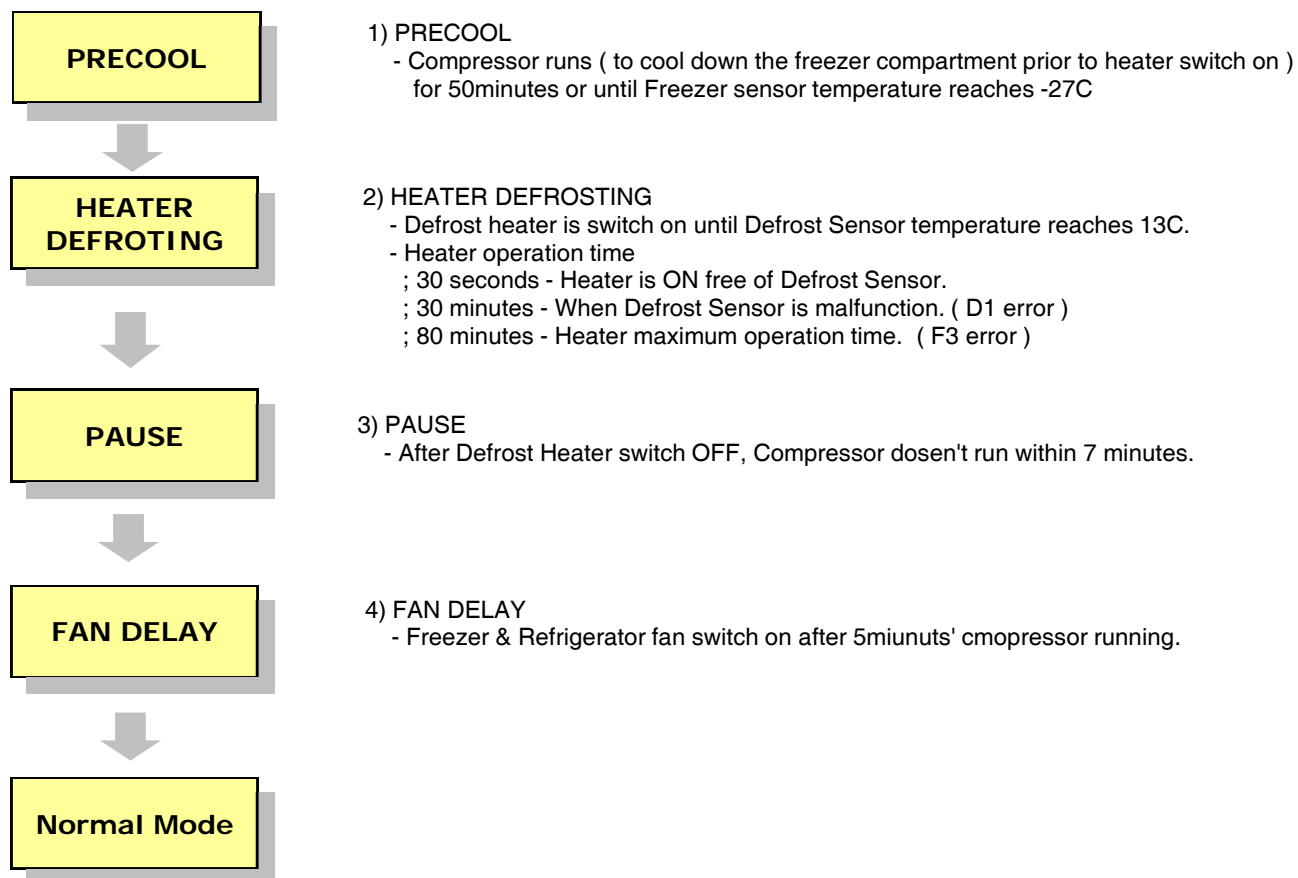 PRECOOL
1) PRECOOL
- Compressor runs ( to cool down the freezer compartment prior to heater switch on )
for 50minutes or until Freezer sensor temperature reaches -27C
HEATER
DEFROTING
2) HEATER DEFROSTING
- Defrost heater is switch on until Defrost Sensor temperature reaches 13C.
- Heater operation time
; 30 seconds - Heater is ON free of Defrost Sensor.
; 30 minutes - When Defrost Sensor is malfunction. ( D1 error )
; 80 minutes - Heater maximum operation time. ( F3 error )
PAUSE
3) PAUSE
- After Defrost Heater switch OFF, Compressor dosen't run within 7 minutes.
FAN DELAY
4) FAN DELAY
- Freezer & Refrigerator fan switch on after 5miunuts' cmopressor running.
Normal Mode